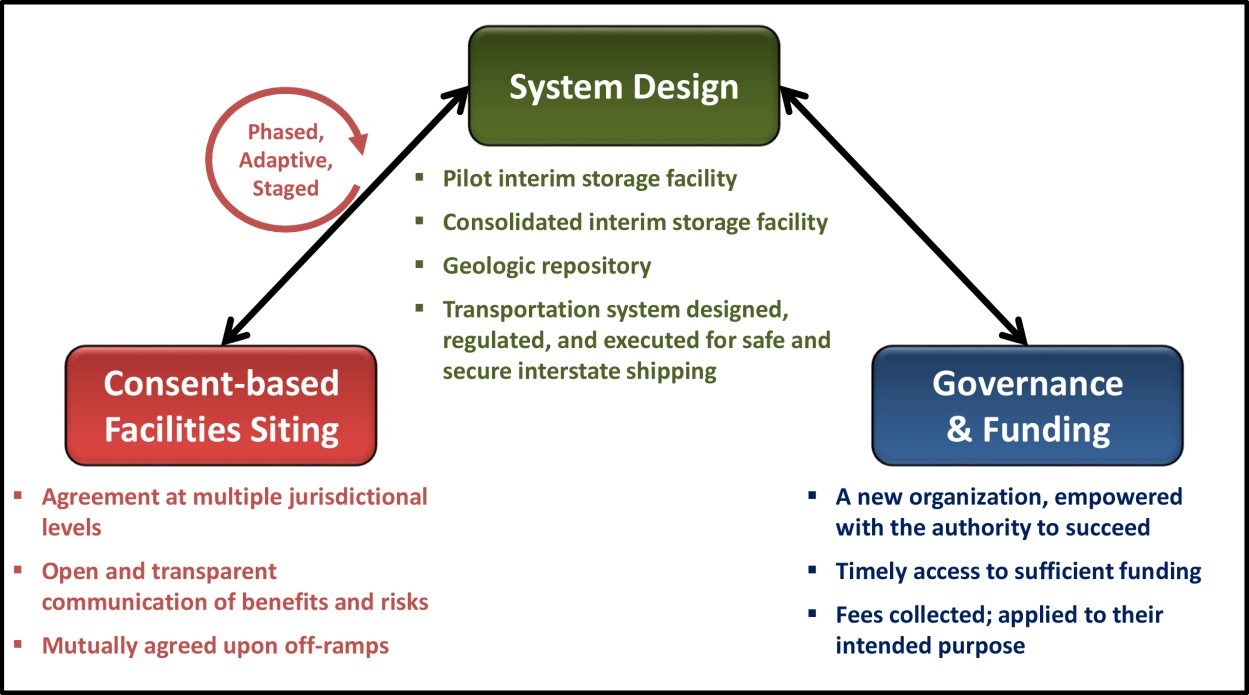 System Design
Phased,
Adaptive,
Staged
▪ Pilot interim storage facility
▪ Consolidated interim storage facility
▪ Geologic repository
▪ Transportation system designed,
regulated, and executed for safe and
secure interstate shipping
Consent-based
Facilities Siting
▪ Agreement at multiple jurisdictional
levels
▪ Open and transparent
communication of benefits and risks
▪ Mutually agreed upon off-ramps
Governance
& Funding
▪ A new organization, empowered
with the authority to succeed
▪ Timely access to sufficient funding
▪ Fees collected; applied to their
intended purpose